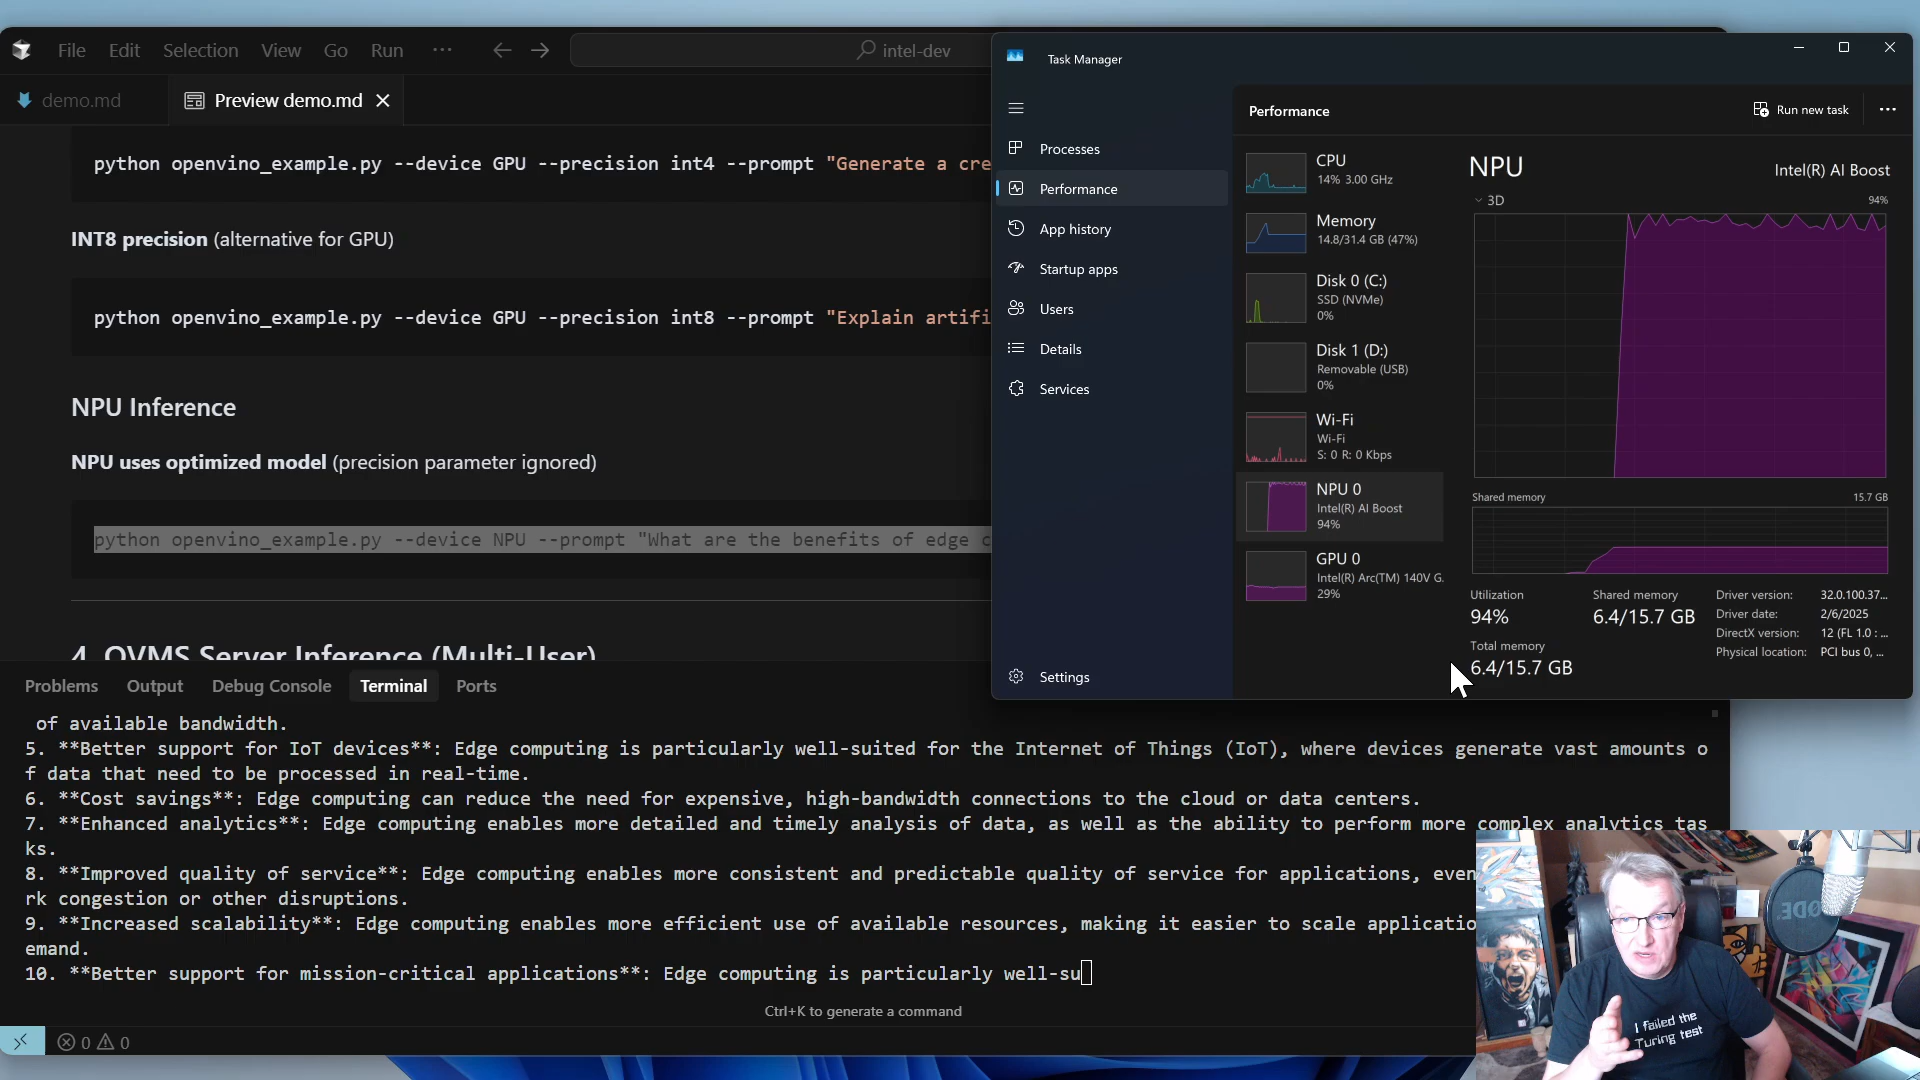 File Edit Selection View Go Run ··· intel-dev
demo.md Preview demo.md
python openvino_example.py --device GPU --precision int4 --prompt "Generate a cre
INT8 precision (alternative for GPU)
python openvino_example.py --device GPU --precision int8 --prompt "Explain artifi
NPU Inference
NPU uses optimized model (precision parameter ignored)
python openvino_example.py --device NPU --prompt "What are the benefits of edge c
4. OVMS Server Inference (Multi-User)
Problems Output Debug Console Terminal Ports
of available bandwidth.
5. **Better support for IoT devices**: Edge computing is particularly well-suited for the Internet of Things (IoT), where devices generate vast amounts o
f data that need to be processed in real-time.
6. **Cost savings**: Edge computing can reduce the need for expensive, high-bandwidth connections to the cloud or data centers.
7. **Enhanced analytics**: Edge computing enables more detailed and timely analysis of data, as well as the ability to perform more complex analytics tas
ks.
8. **Improved quality of service**: Edge computing enables more consistent and predictable quality of service for applications, even
rk congestion or other disruptions.
9. **Increased scalability**: Edge computing enables more efficient use of available resources, making it easier to scale applicatio
emand.
10. **Better support for mission-critical applications**: Edge computing is particularly well-su
Ctrl+K to generate a command
0 0
Task Manager
Processes
Performance
App history
Startup apps
Users
Details
Services
Settings
Performance
Run new task ···
CPU
14% 3.00 GHz
Memory
14.8/31.4 GB (47%)
Disk 0 (C:)
SSD (NVMe)
0%
Disk 1 (D:)
Removable (USB)
0%
Wi-Fi
Wi-Fi
S: 0 R: 0 Kbps
NPU 0
Intel(R) AI Boost
94%
GPU 0
Intel(R) Arc(TM) 140V G.
29%
NPU Intel(R) AI Boost
3D 94%
Shared memory 15.7 GB
Utilization
94%
Shared memory
6.4/15.7 GB
Total memory
6.4/15.7 GB
Driver version: 32.0.100.37...
Driver date: 2/6/2025
DirectX version: 12 (FL 1.0 : ...
Physical location: PCI bus 0, ...
I failed the
Turing test